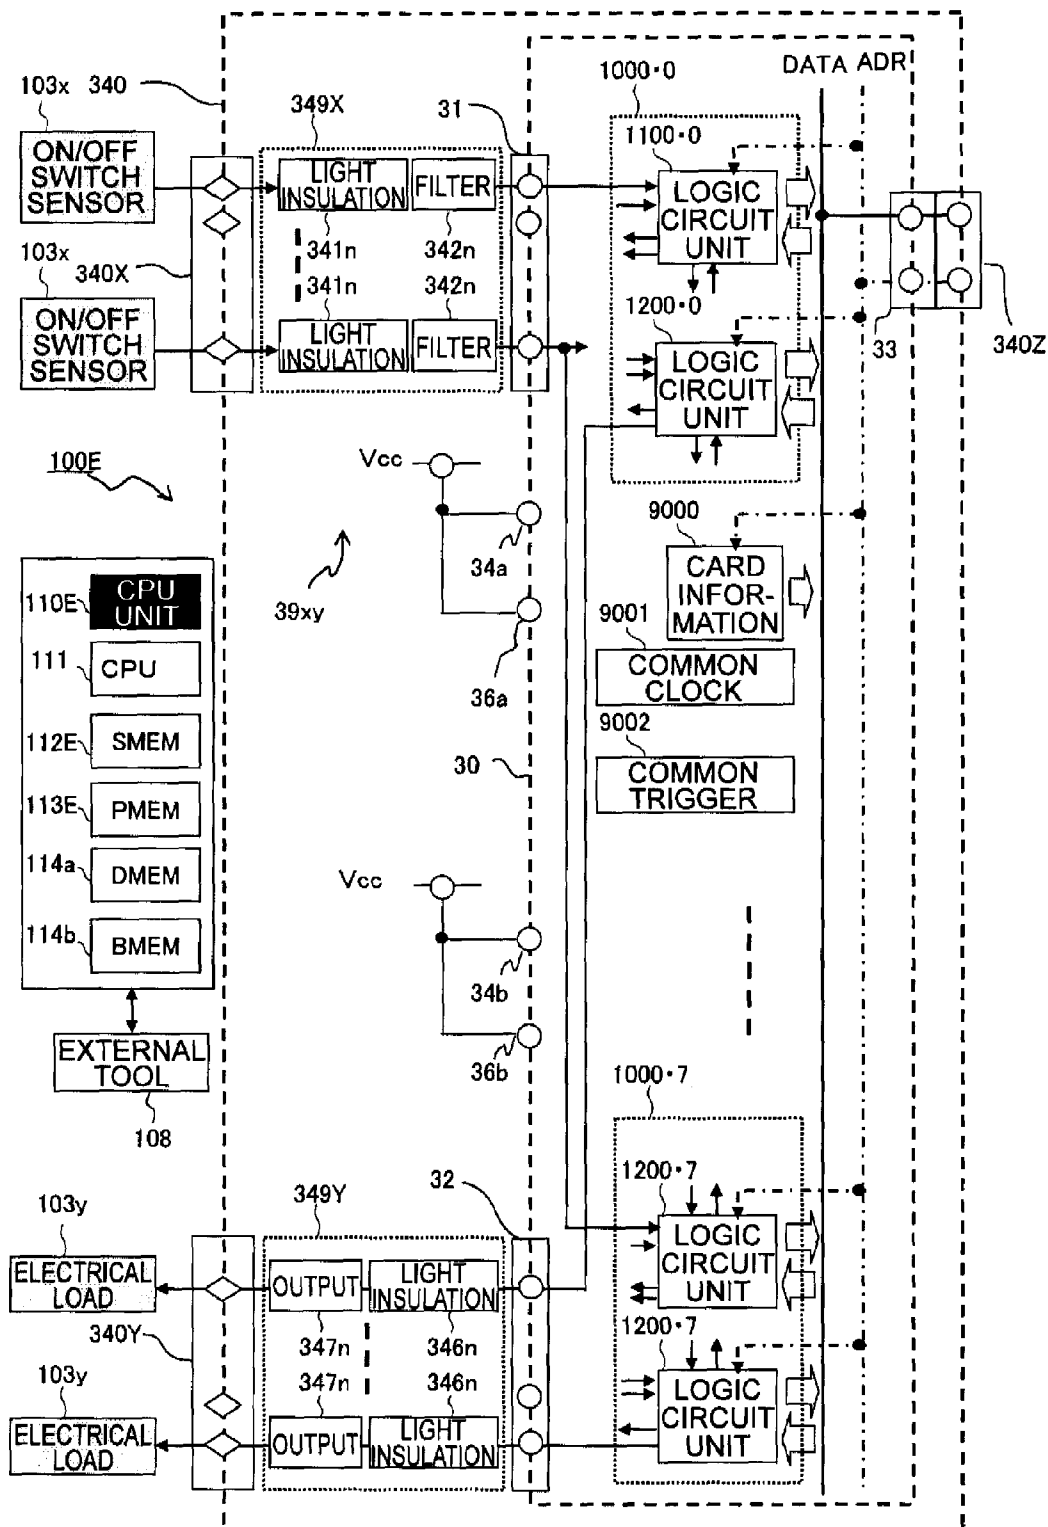 DATA ADR
103x 340
349X
31
1000·0
1100·0
ON/OFF
SWITCH
SENSOR
LIGHT
INSULATION
FILTER
LOGIC
CIRCUIT
UNIT
103x
340X
341n
342n
341n
342n
1200·0
ON/OFF
SWITCH
SENSOR
LIGHT
INSULATION
FILTER
LOGIC
CIRCUIT
UNIT
33
340Z
100E
Vcc
34a
39xy
36a
9000
CARD
INFOR-
MATION
9001
COMMON
CLOCK
9002
COMMON
TRIGGER
110E
CPU
UNIT
111
CPU
112E
SMEM
113E
PMEM
114a
DMEM
114b
BMEM
30
Vcc
34b
36b
EXTERNAL
TOOL
108
1000·7
1200·7
LOGIC
CIRCUIT
UNIT
103y
349Y
32
ELECTRICAL
LOAD
OUTPUT
LIGHT
INSULATION
340Y
347n
346n
1200·7
103y
347n
346n
ELECTRICAL
LOAD
OUTPUT
LIGHT
INSULATION
LOGIC
CIRCUIT
UNIT